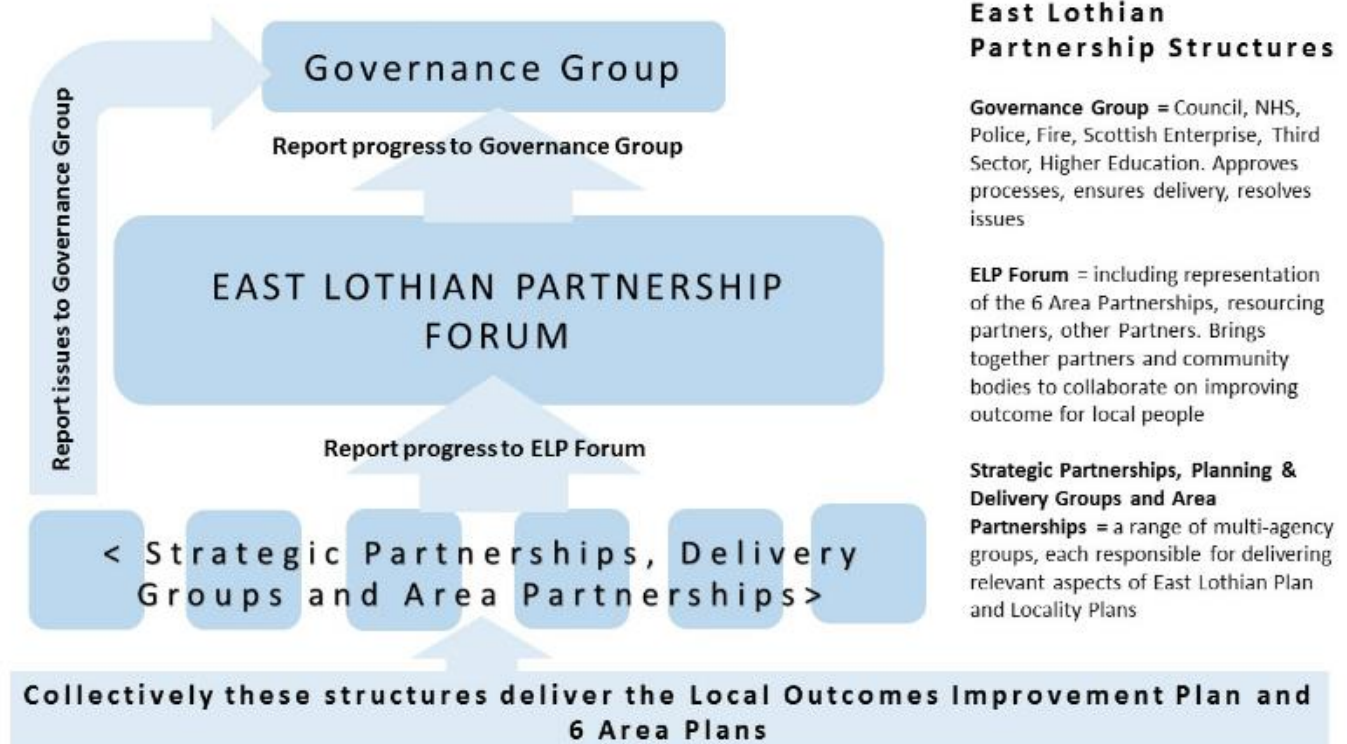 Governance Group
Report issues to Governance Group
Report progress to Governance Group
EAST LOTHIAN PARTNERSHIP
FORUM
Report progress to ELP Forum
< Strategic Partnerships, Delivery
Groups and Area Partnerships>
Collectively these structures deliver the Local Outcomes Improvement Plan and
6 Area Plans
East Lothian
Partnership Structures
Governance Group = Council, NHS,
Police, Fire, Scottish Enterprise, Third
Sector, Higher Education. Approves
processes, ensures delivery, resolves
issues
ELP Forum = including representation
of the 6 Area Partnerships, resourcing
partners, other Partners. Brings
together partners and community
bodies to collaborate on improving
outcome for local people
Strategic Partnerships, Planning &
Delivery Groups and Area
Partnerships = a range of multi-agency
groups, each responsible for delivering
relevant aspects of East Lothian Plan
and Locality Plans